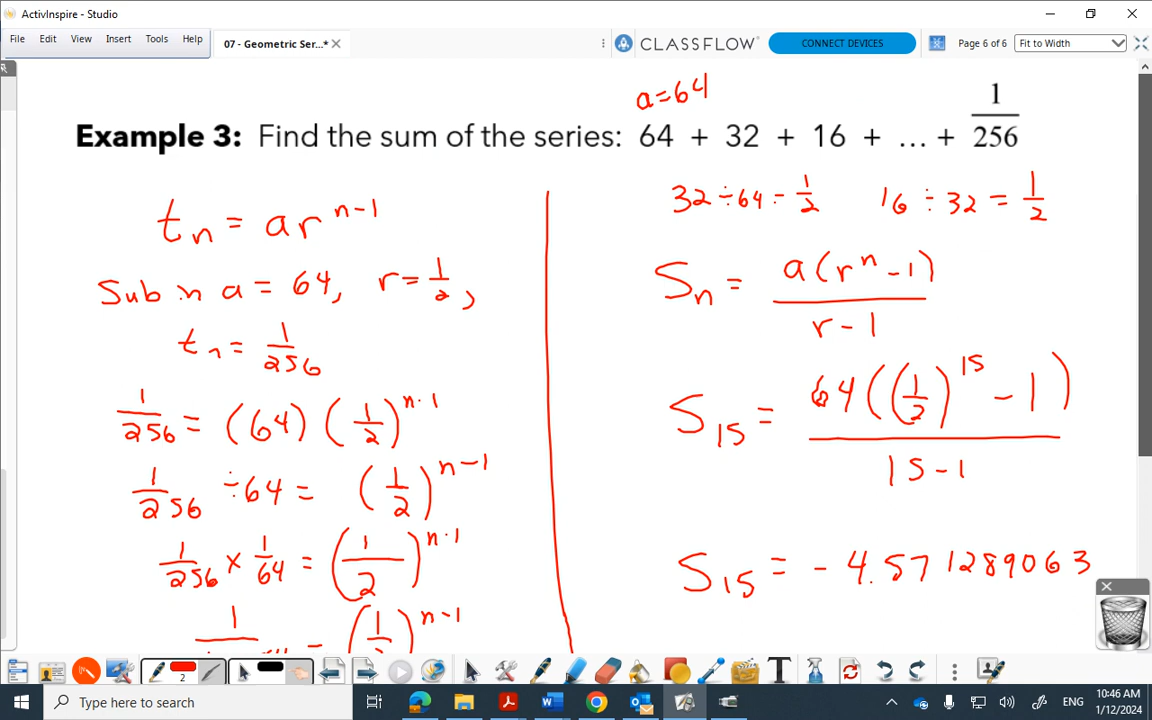 ActivInspire - Studio
File Edit View Insert Tools Help
07 - Geometric Ser...*
CLASSFLOW
CONNECT DEVICES
Page 6 of 6
Fit to Width
a=64
Example 3: Find the sum of the series: 64 + 32 + 16 + ... + 1/256
tₙ = arⁿ⁻¹
Sub in a = 64, r = 1/2,
tₙ = 1/256
1/256 = (64) (1/2)ⁿ⁻¹
1/256 ÷ 64 = (1/2)ⁿ⁻¹
1/256 × 1/64 = (1/2)ⁿ⁻¹
32 ÷ 64 = 1/2 16 ÷ 32 = 1/2
Sₙ = a(rⁿ - 1)/r - 1
S₁₅ = 64((1/2)¹⁵ - 1)/15 - 1
S₁₅ = - 4.571289063
2
T
Type here to search
ENG
10:46 AM
1/12/2024